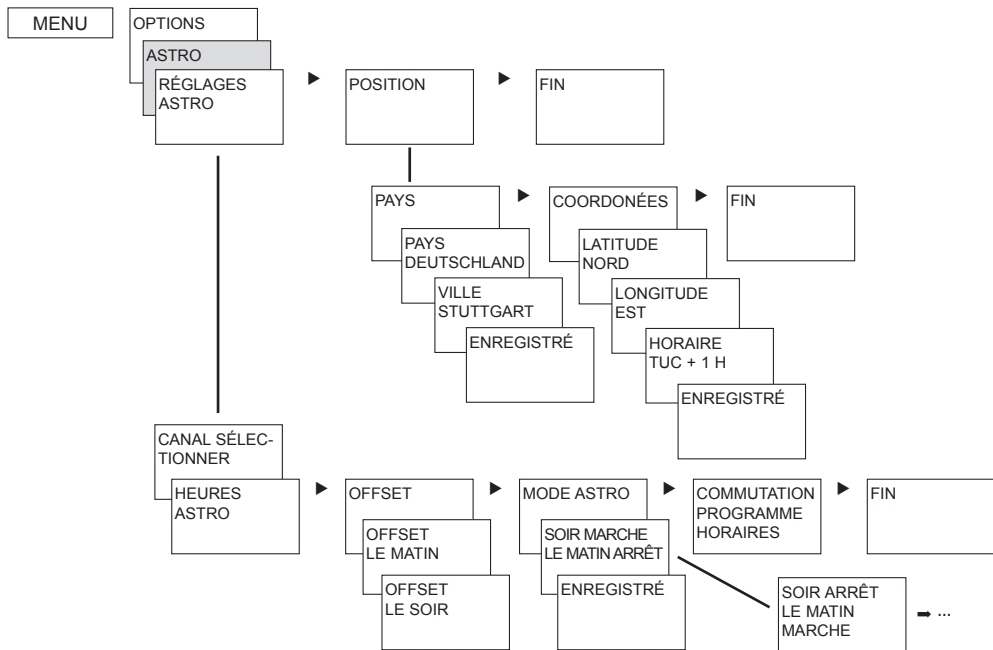 MENU
OPTIONS
ASTRO
RÉGLAGES
ASTRO
POSITION
FIN
PAYS
PAYS
DEUTSCHLAND
VILLE
STUTTGART
ENREGISTRÉ
COORDONÉES
LATITUDE
NORD
LONGITUDE
EST
HORAIRE
TUC + 1 H
ENREGISTRÉ
FIN
CANAL SÉLEC-
TIONNER
HEURES
ASTRO
OFFSET
OFFSET
LE MATIN
OFFSET
LE SOIR
MODE ASTRO
SOIR MARCHE
LE MATIN ARRÊT
ENREGISTRÉ
COMMUTATION
PROGRAMME
HORAIRES
FIN
SOIR ARRÊT
LE MATIN
MARCHE
➡ ...